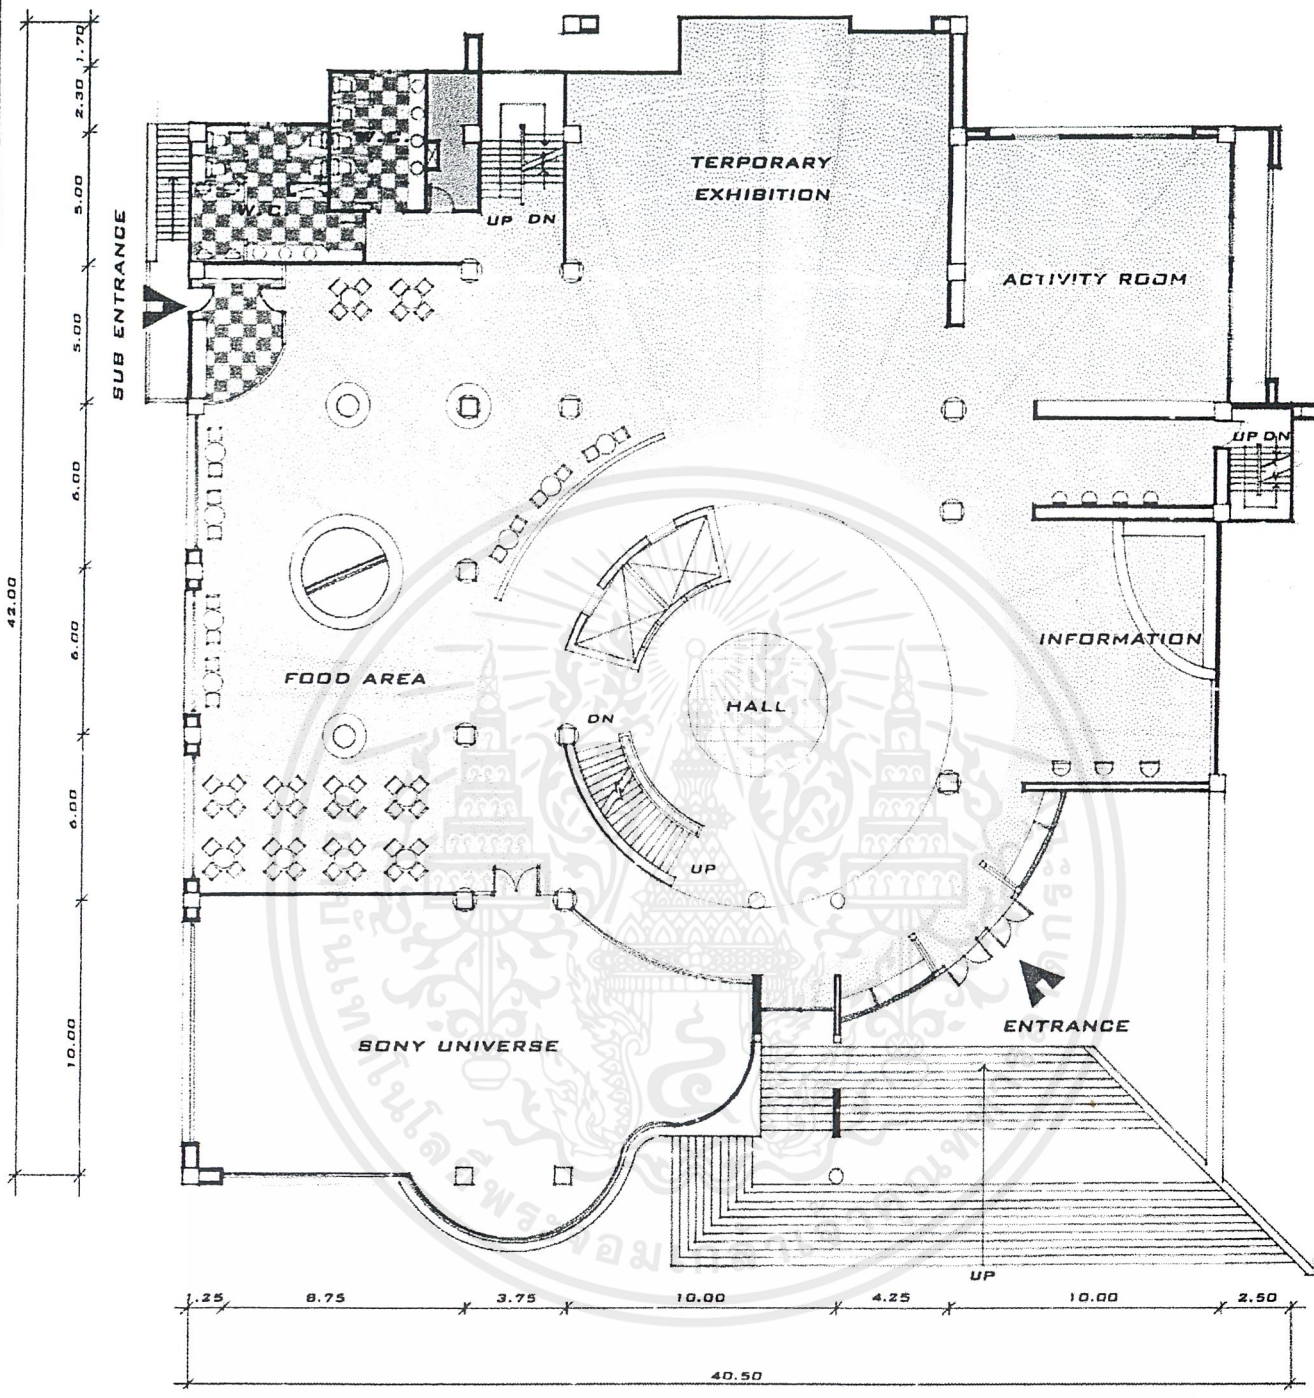 1.70
2.30
5.00
5.00
6.00
6.00
6.00
10.00
42.00
SUB ENTRANCE
W.C.
W.C.
UP DN
TERPORARY
EXHIBITION
ACTIVITY ROOM
UP DN
INFORMATION
FOOD AREA
HALL
DN
UP
SONY UNIVERSE
ENTRANCE
UP
1.25 8.75 3.75 10.00 4.25 10.00 2.50
40.50